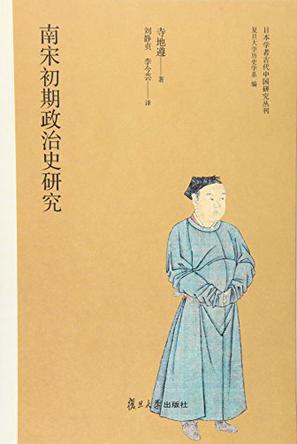 日本学者古代中国研究丛刊
复旦大学历史学系 编
寺地遵——著
刘静贞 李今芸——译
南宋初期政治史研究
復旦大學出版社